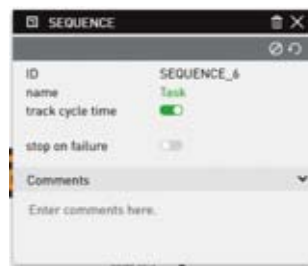 SEQUENCE
ID SEQUENCE_6
name Task
track cycle time
stop on failure
Comments
Enter comments here.